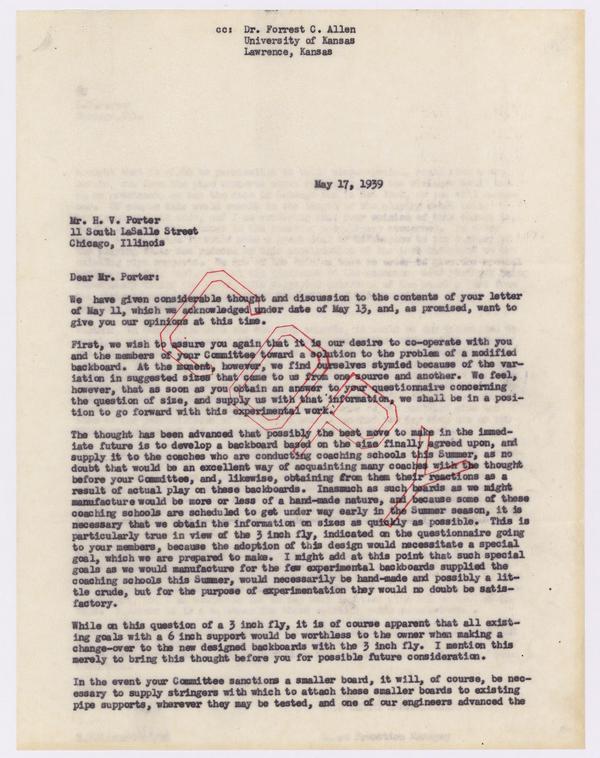 cc: Dr. Forrest C. Allen
University of Kansas
Lawrence, Kansas
May 17, 1939
Mr. H. V. Porter
11 South LaSalle Street
Chicago, Illinois
Dear Mr. Porter:
We have given considerable thought and discussion to the contents of your letter
of May 11, which we acknowledged under date of May 13, and, as promised, want to
give you our opinions at this time.
First, we wish to assure you again that it is our desire to co-operate with you
and the members of your Committee toward a solution to the problem of a modified
backboard. At the moment, however, we find ourselves stymied because of the var-
iation in suggested sizes that come to us from one source and another. We feel,
however, that as soon as you obtain an answer to your questionnaire concerning
the question of size, and supply us with that information, we shall be in a posi-
tion to go forward with this experimental work.
The thought has been advanced that possibly the best move to make in the immed-
iate future is to develop a backboard based on the size finally agreed upon, and
supply it to the coaches who are conducting coaching schools this Summer, as no
doubt that would be an excellent way of acquainting many coaches with the thought
before your Committee, and, likewise, obtaining from them their reactions as a
result of actual play on these backboards. Inasmuch as such boards as we might
manufacture would be more or less of a hand-made nature, and because some of these
coaching schools are scheduled to get under way early in the Summer season, it is
necessary that we obtain the information on sizes as quickly as possible. This is
particularly true in view of the 3 inch fly, indicated on the questionnaire going
to your members, because the adoption of this design would necessitate a special
goal, which we are prepared to make. I might add at this point that such special
goals as we would manufacture for the few experimental backboards supplied the
coaching schools this Summer, would necessarily be hand-made and possibly a lit-
tle crude, but for the purpose of experimentation they would no doubt be satis-
factory.
While on this question of a 3 inch fly, it is of course apparent that all exist-
ing goals with a 6 inch support would be worthless to the owner when making a
change-over to the new designed backboards with the 3 inch fly. I mention this
merely to bring this thought before you for possible future consideration.
In the event your Committee sanctions a smaller board, it will, of course, be nec-
essary to supply stringers with which to attach these smaller boards to existing
pipe supports, wherever they may be tested, and one of our engineers advanced the
COPY